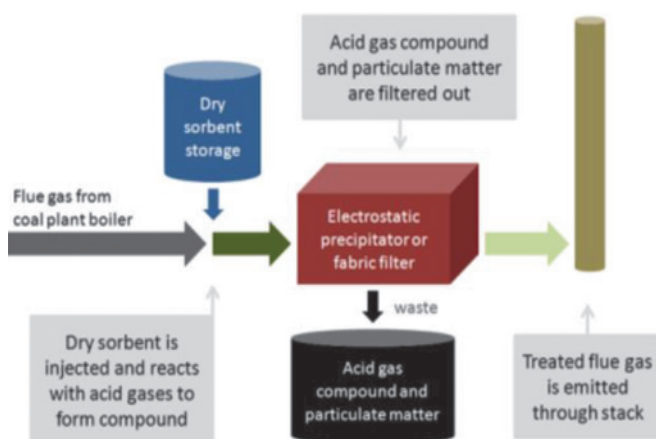 Acid gas compound
and particulate matter
are filtered out
Dry
sorbent
storage
Flue gas from
coal plant boiler
Electrostatic
precipitator or
fabric filter
waste
Dry sorbent is
injected and reacts
with acid gases to
form compound
Acid gas
compound and
particulate matter
Treated flue gas
is emitted
through stack